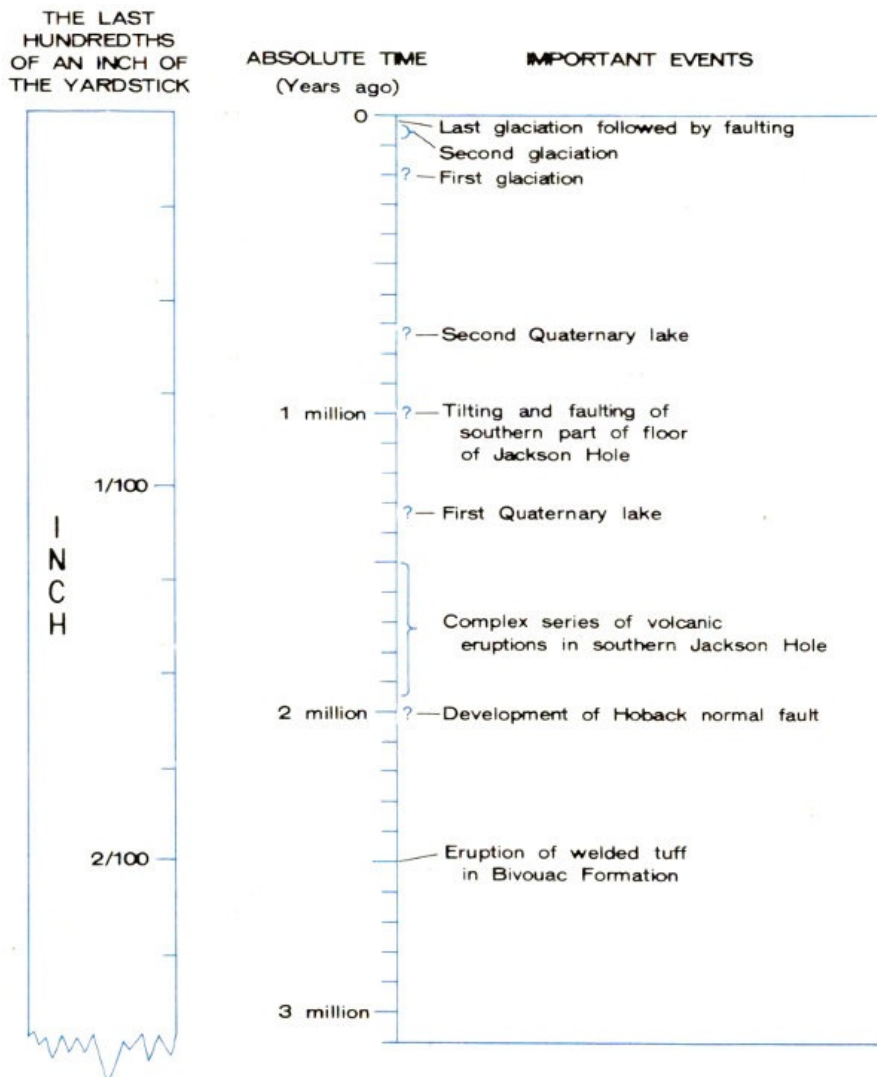 THE LAST
HUNDREDTHS
OF AN INCH OF
THE YARDSTICK
ABSOLUTE TIME
(Years ago)
IMPORTANT EVENTS
0
Last glaciation followed by faulting
Second glaciation
? First glaciation
? Second Quaternary lake
1 million
? Tilting and faulting of
southern part of floor
of Jackson Hole
1/100
? First Quaternary lake
INCH
Complex series of volcanic
eruptions in southern Jackson Hole
2 million
? Development of Hoback normal fault
2/100
Eruption of welded tuff
in Bivouac Formation
3 million